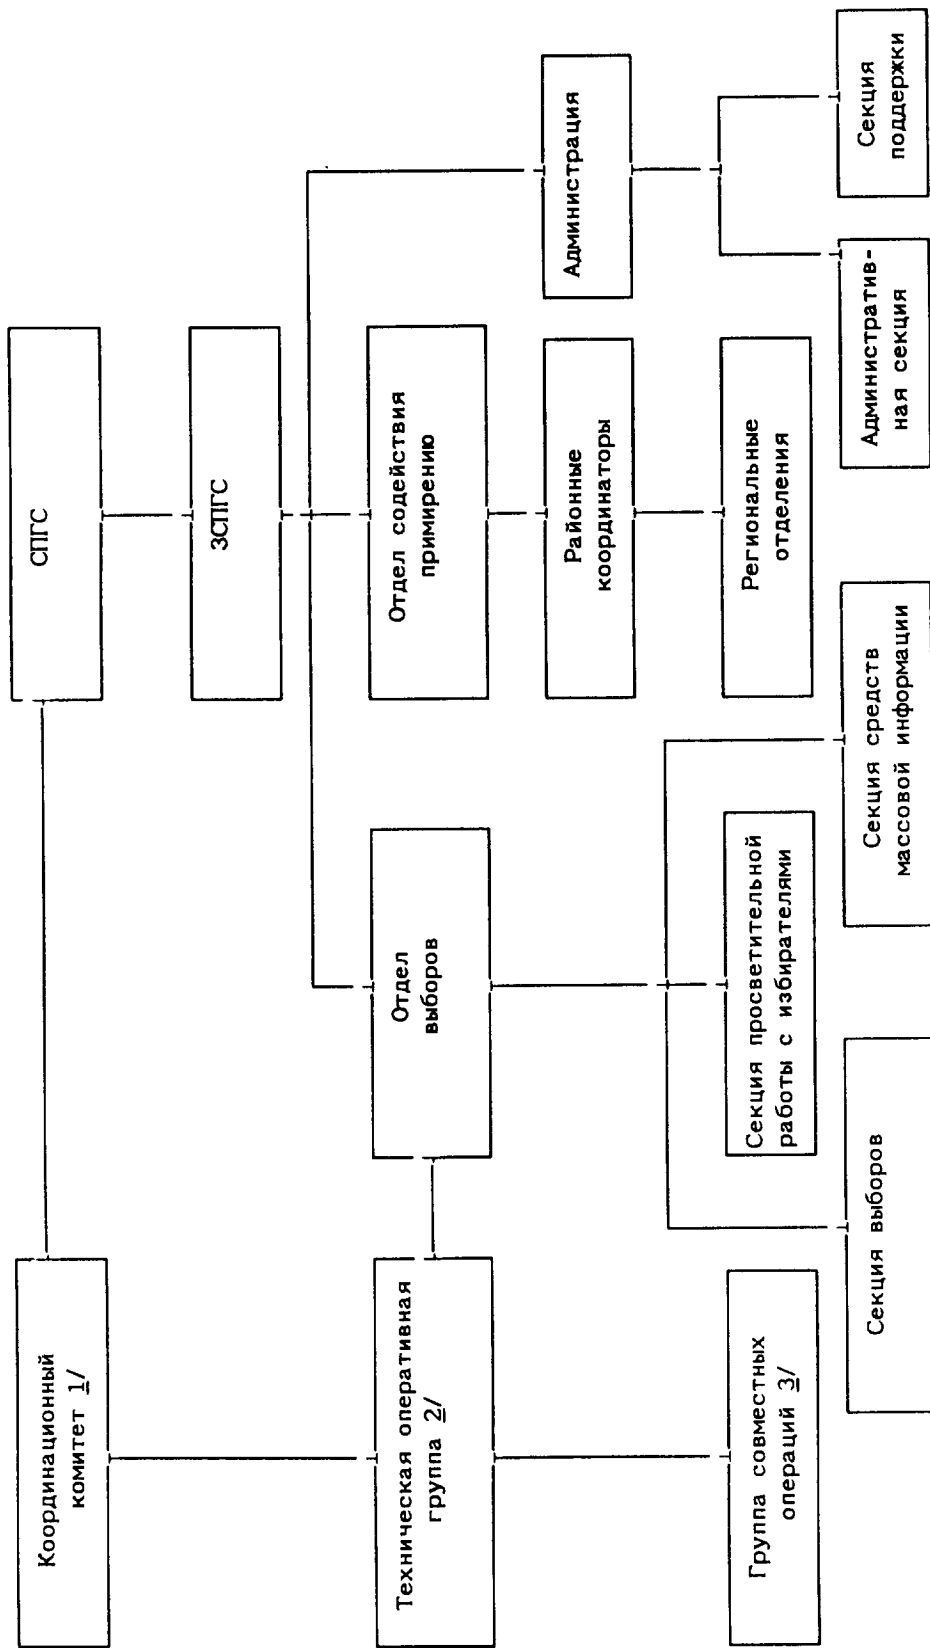 СПГС
Координационный
комитет 1/
ЗСПГС
Техническая оперативная
группа 2/
Отдел
выборов
Отдел содействия
примирению
Администрация
Районные
координаторы
Группа совместных
операций 3/
Секция просветительной
работы с избирателями
Региональные
отделения
Секция выборов
Секция средств
массовой информации
Административ-
ная секция
Секция
поддержки